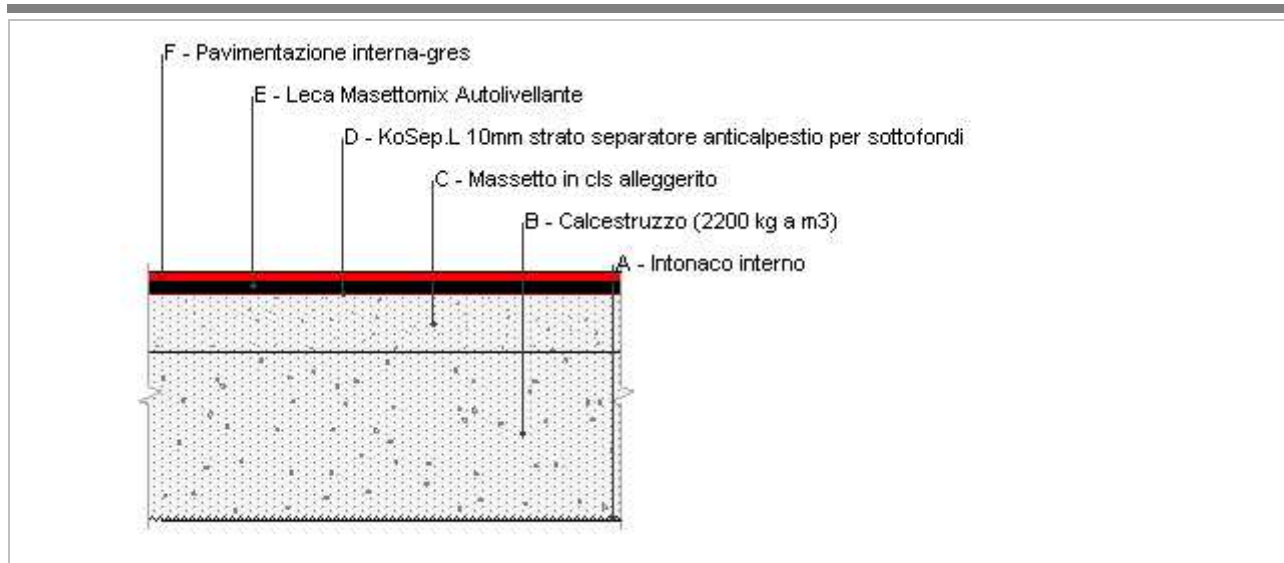 F - Pavimentazione interna-gres
E - Leca Masettomix Autolivellante
D - KoSep.L 10mm strato separatore anticalpestio per sottofondi
C - Massetto in cls alleggerito
B - Calcestruzzo (2200 kg a m3)
A - Intonaco interno